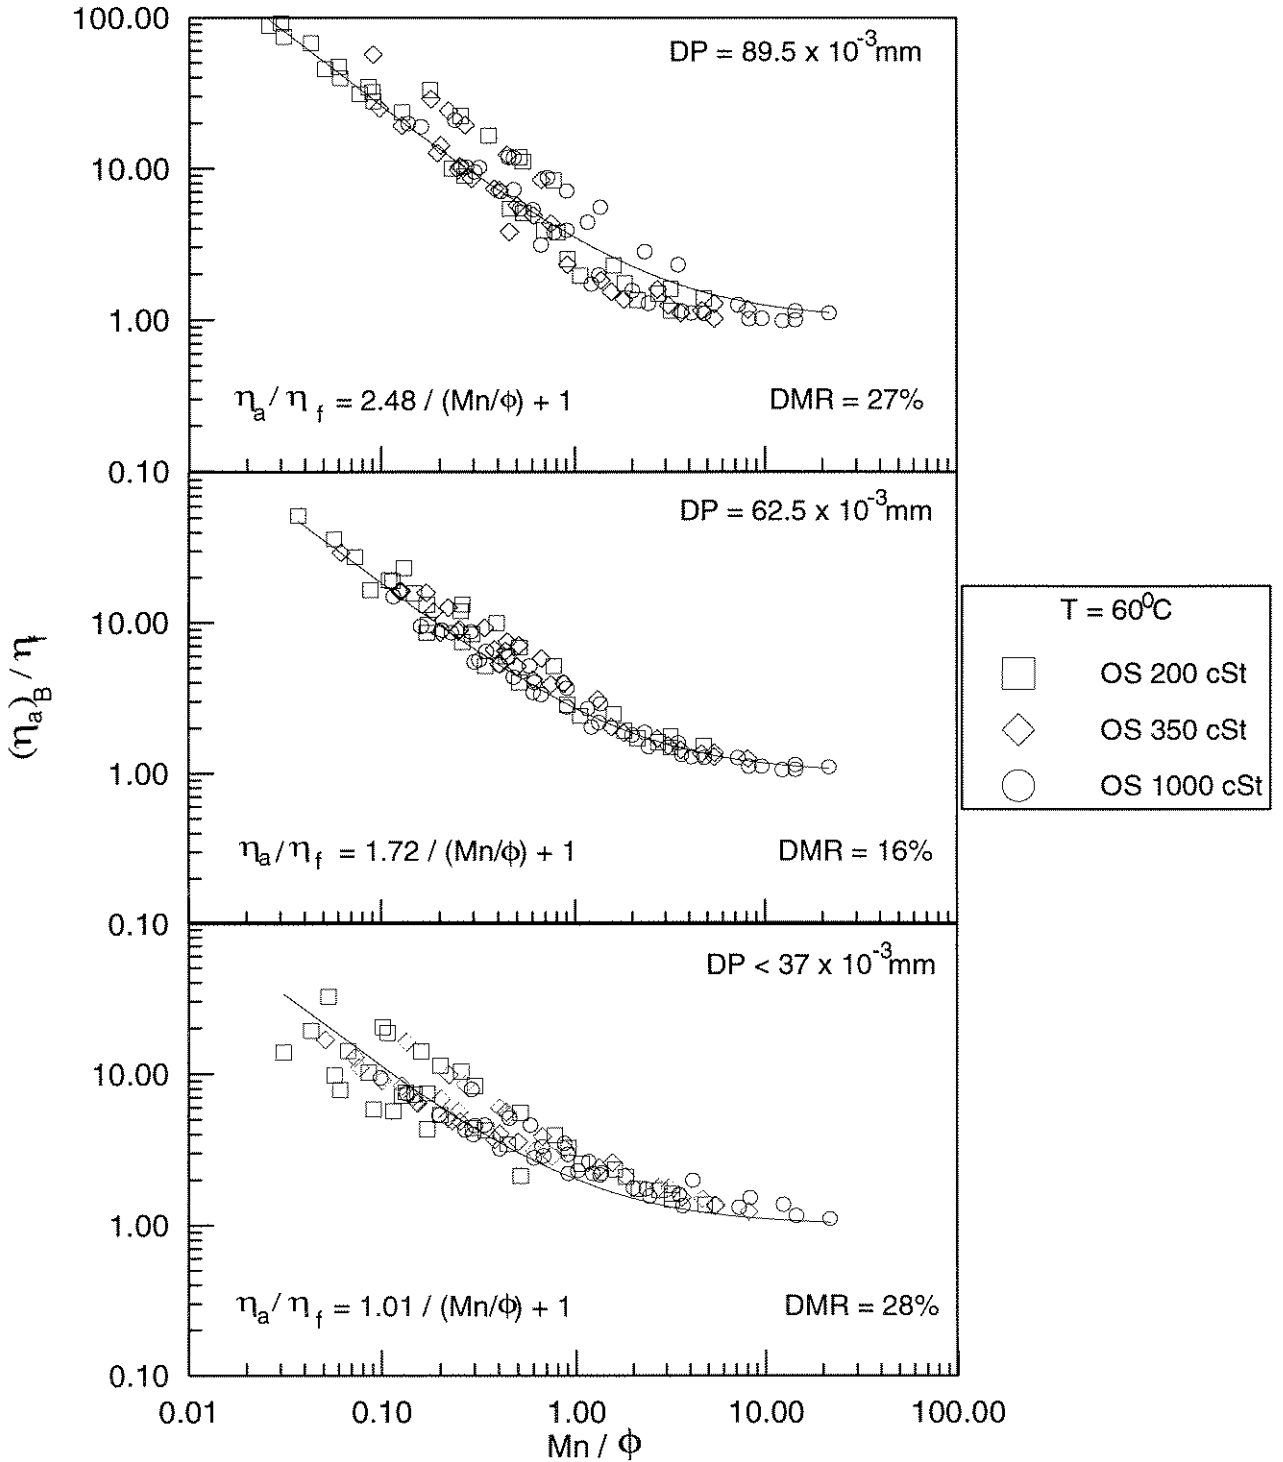 100.00
DP = 89.5 x 10-3mm
10.00
1.00
ηa / ηf = 2.48 / (Mn/ϕ) + 1
DMR = 27%
0.10
DP = 62.5 x 10-3mm
10.00
1.00
ηa / ηf = 1.72 / (Mn/ϕ) + 1
DMR = 16%
0.10
DP < 37 x 10-3mm
10.00
1.00
ηa / ηf = 1.01 / (Mn/ϕ) + 1
DMR = 28%
0.10
0.01 0.10 1.00 10.00 100.00
Mn / ϕ
(ηa)B / ηf
T = 60⁰C
OS 200 cSt
OS 350 cSt
OS 1000 cSt